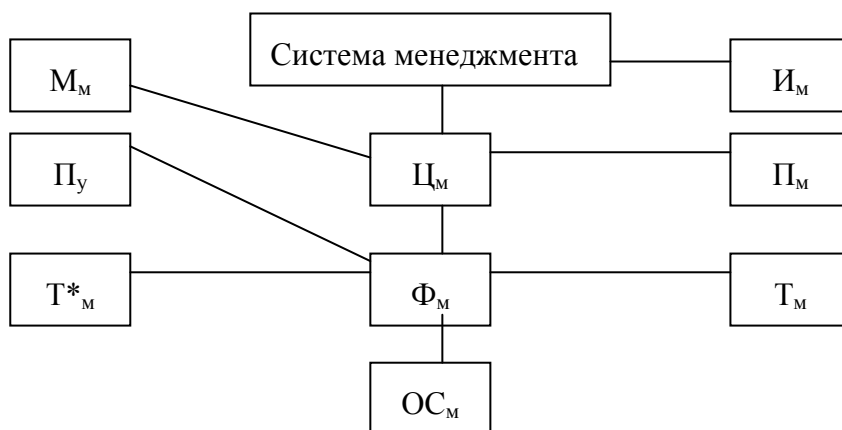 Система менеджмента
Мм
Им
Пу
Цм
Пм
Т*м
Фм
Тм
ОСм